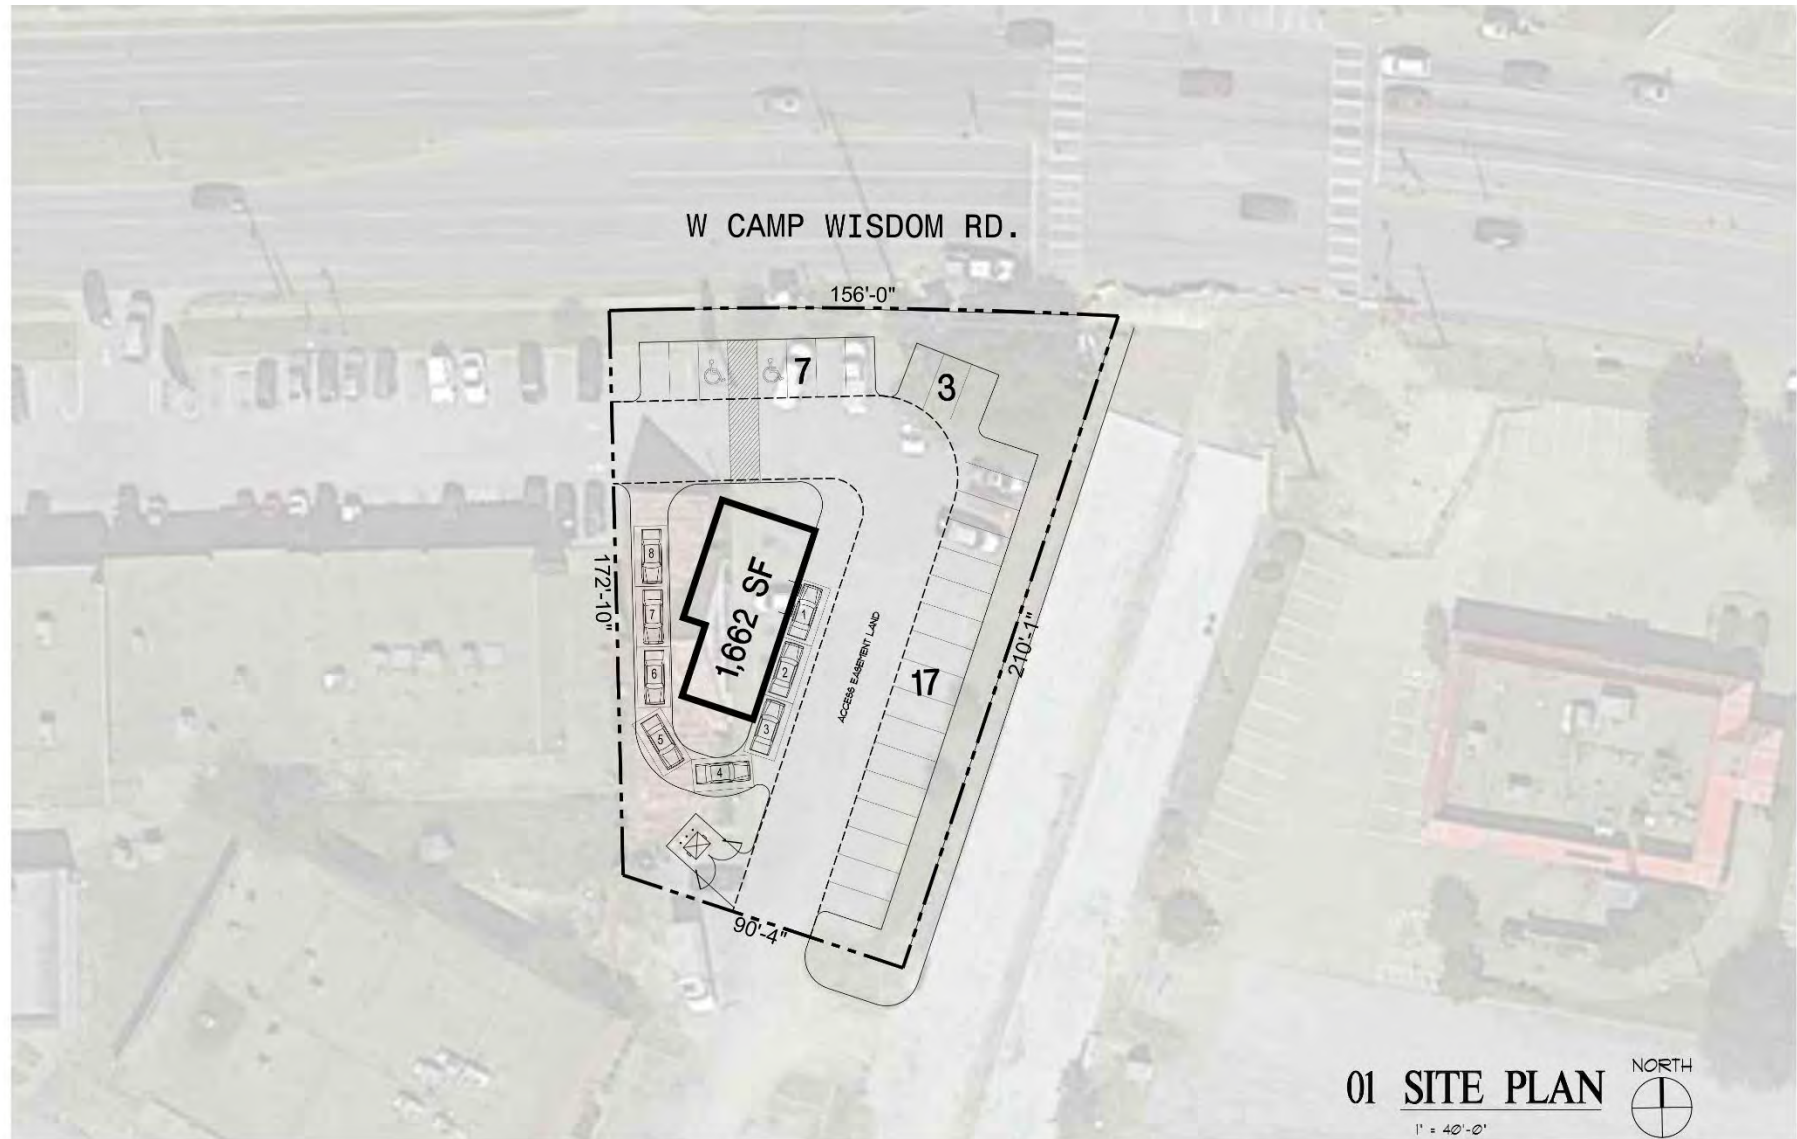 W CAMP WISDOM RD.
156'-0"
7
3
172'-10"
8
7
6
5
4
3
2
1
1,662 SF
ACCESS EASEMENT LAND
17
210'-1"
90'-4"
01 SITE PLAN
1" = 40'-0"
NORTH